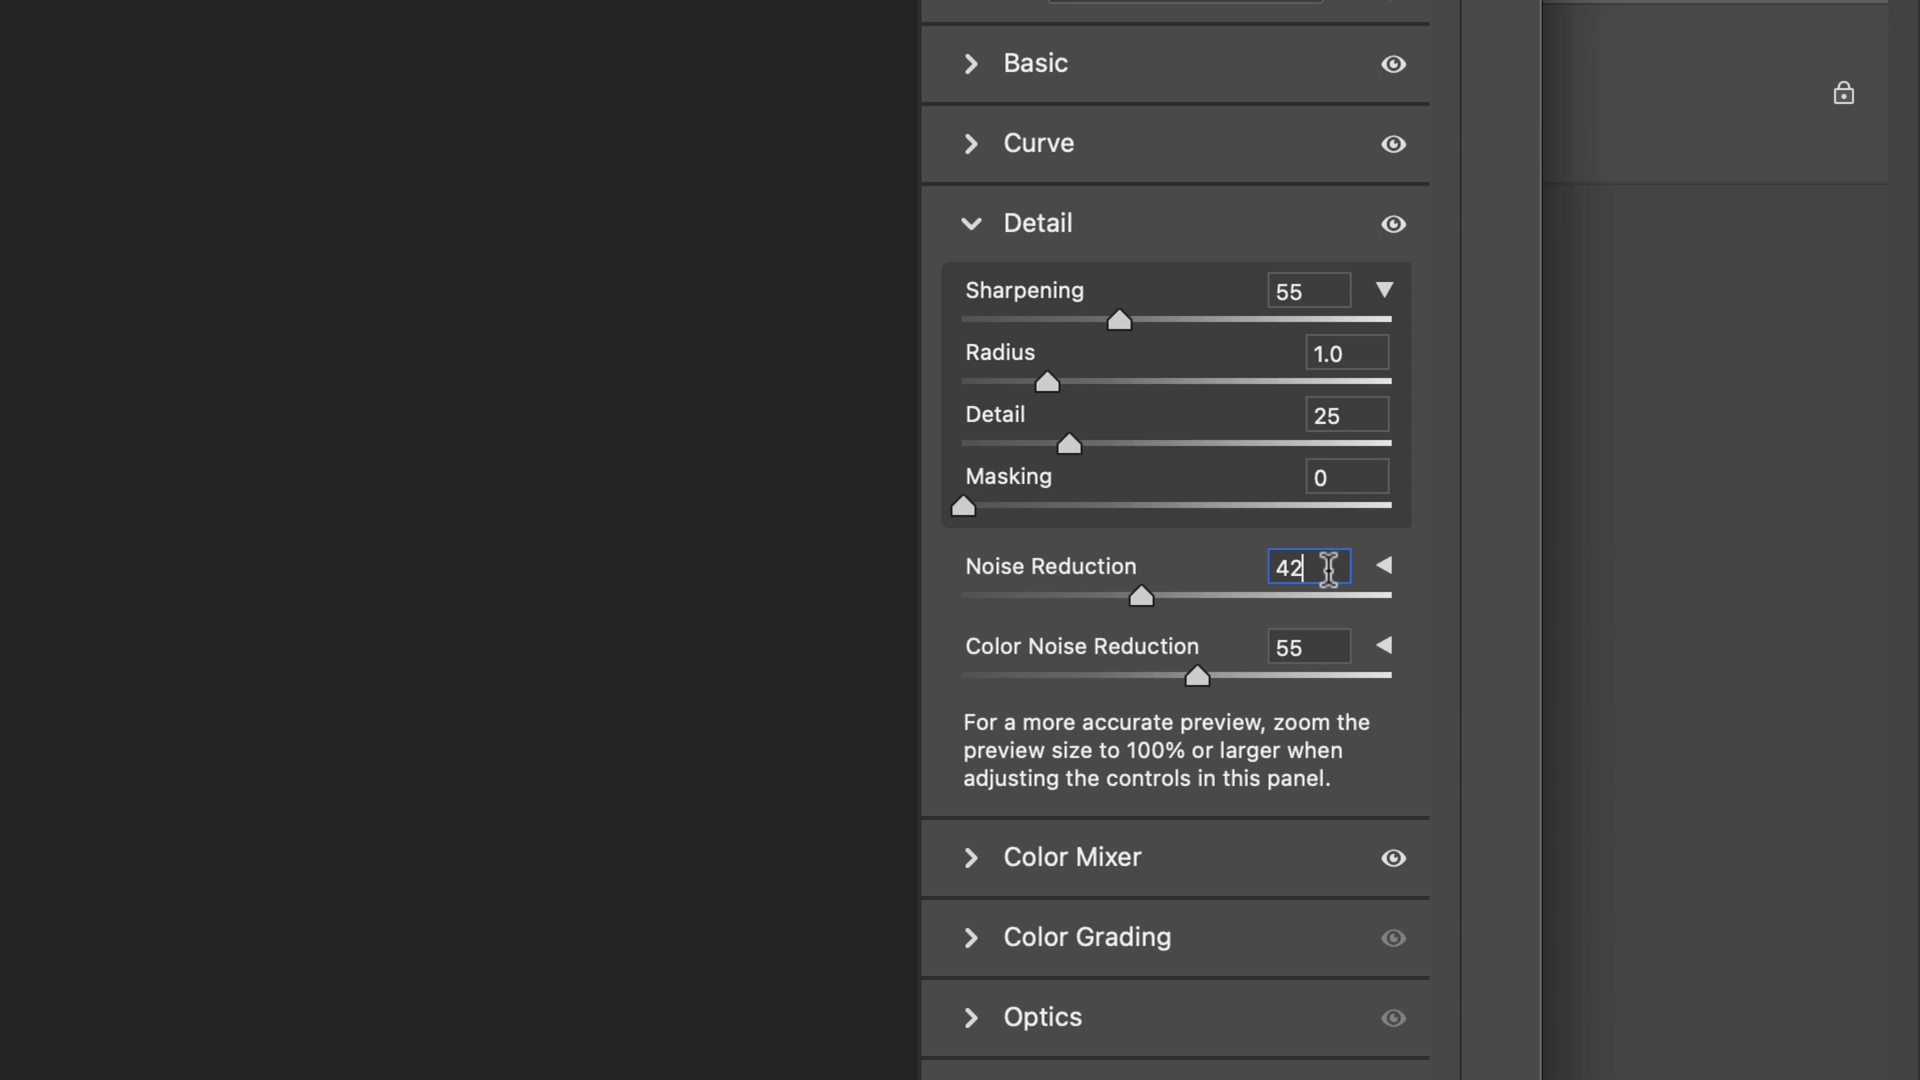 Basic
Curve
Detail
Sharpening 55
Radius 1.0
Detail 25
Masking 0
Noise Reduction 42
Color Noise Reduction 55
For a more accurate preview, zoom the
preview size to 100% or larger when
adjusting the controls in this panel.
Color Mixer
Color Grading
Optics